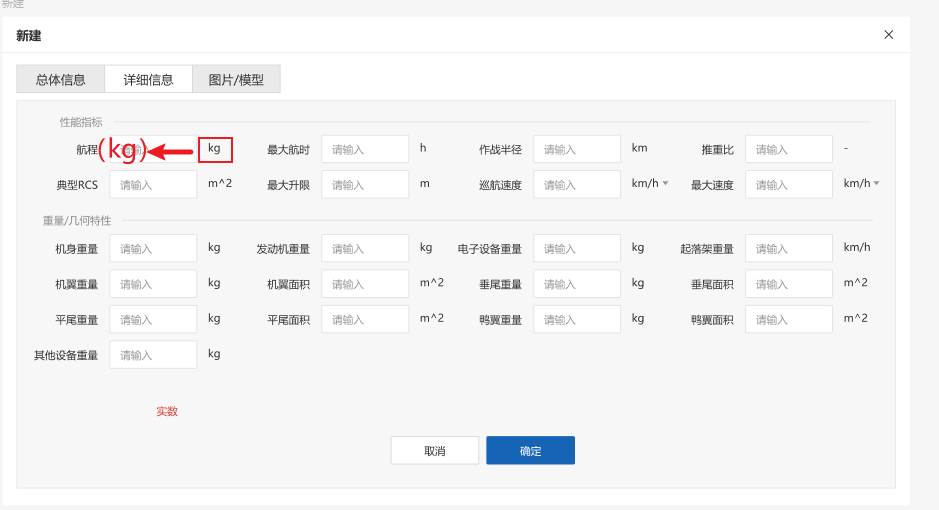 新建
新建
总体信息 详细信息 图片/模型
性能指标
航程(kg) 请输入 kg 最大航时 请输入 h 作战半径 请输入 km 推重比 请输入 -
典型RCS 请输入 m^2 最大升限 请输入 m 巡航速度 请输入 km/h 最大速度 请输入 km/h
重量/几何特性
机身重量 请输入 kg 发动机重量 请输入 kg 电子设备重量 请输入 kg 起落架重量 请输入 km/h
机翼重量 请输入 kg 机翼面积 请输入 m^2 垂尾重量 请输入 kg 垂尾面积 请输入 m^2
平尾重量 请输入 kg 平尾面积 请输入 m^2 鸭翼重量 请输入 kg 鸭翼面积 请输入 m^2
其他设备重量 请输入 kg
实数
取消 确定